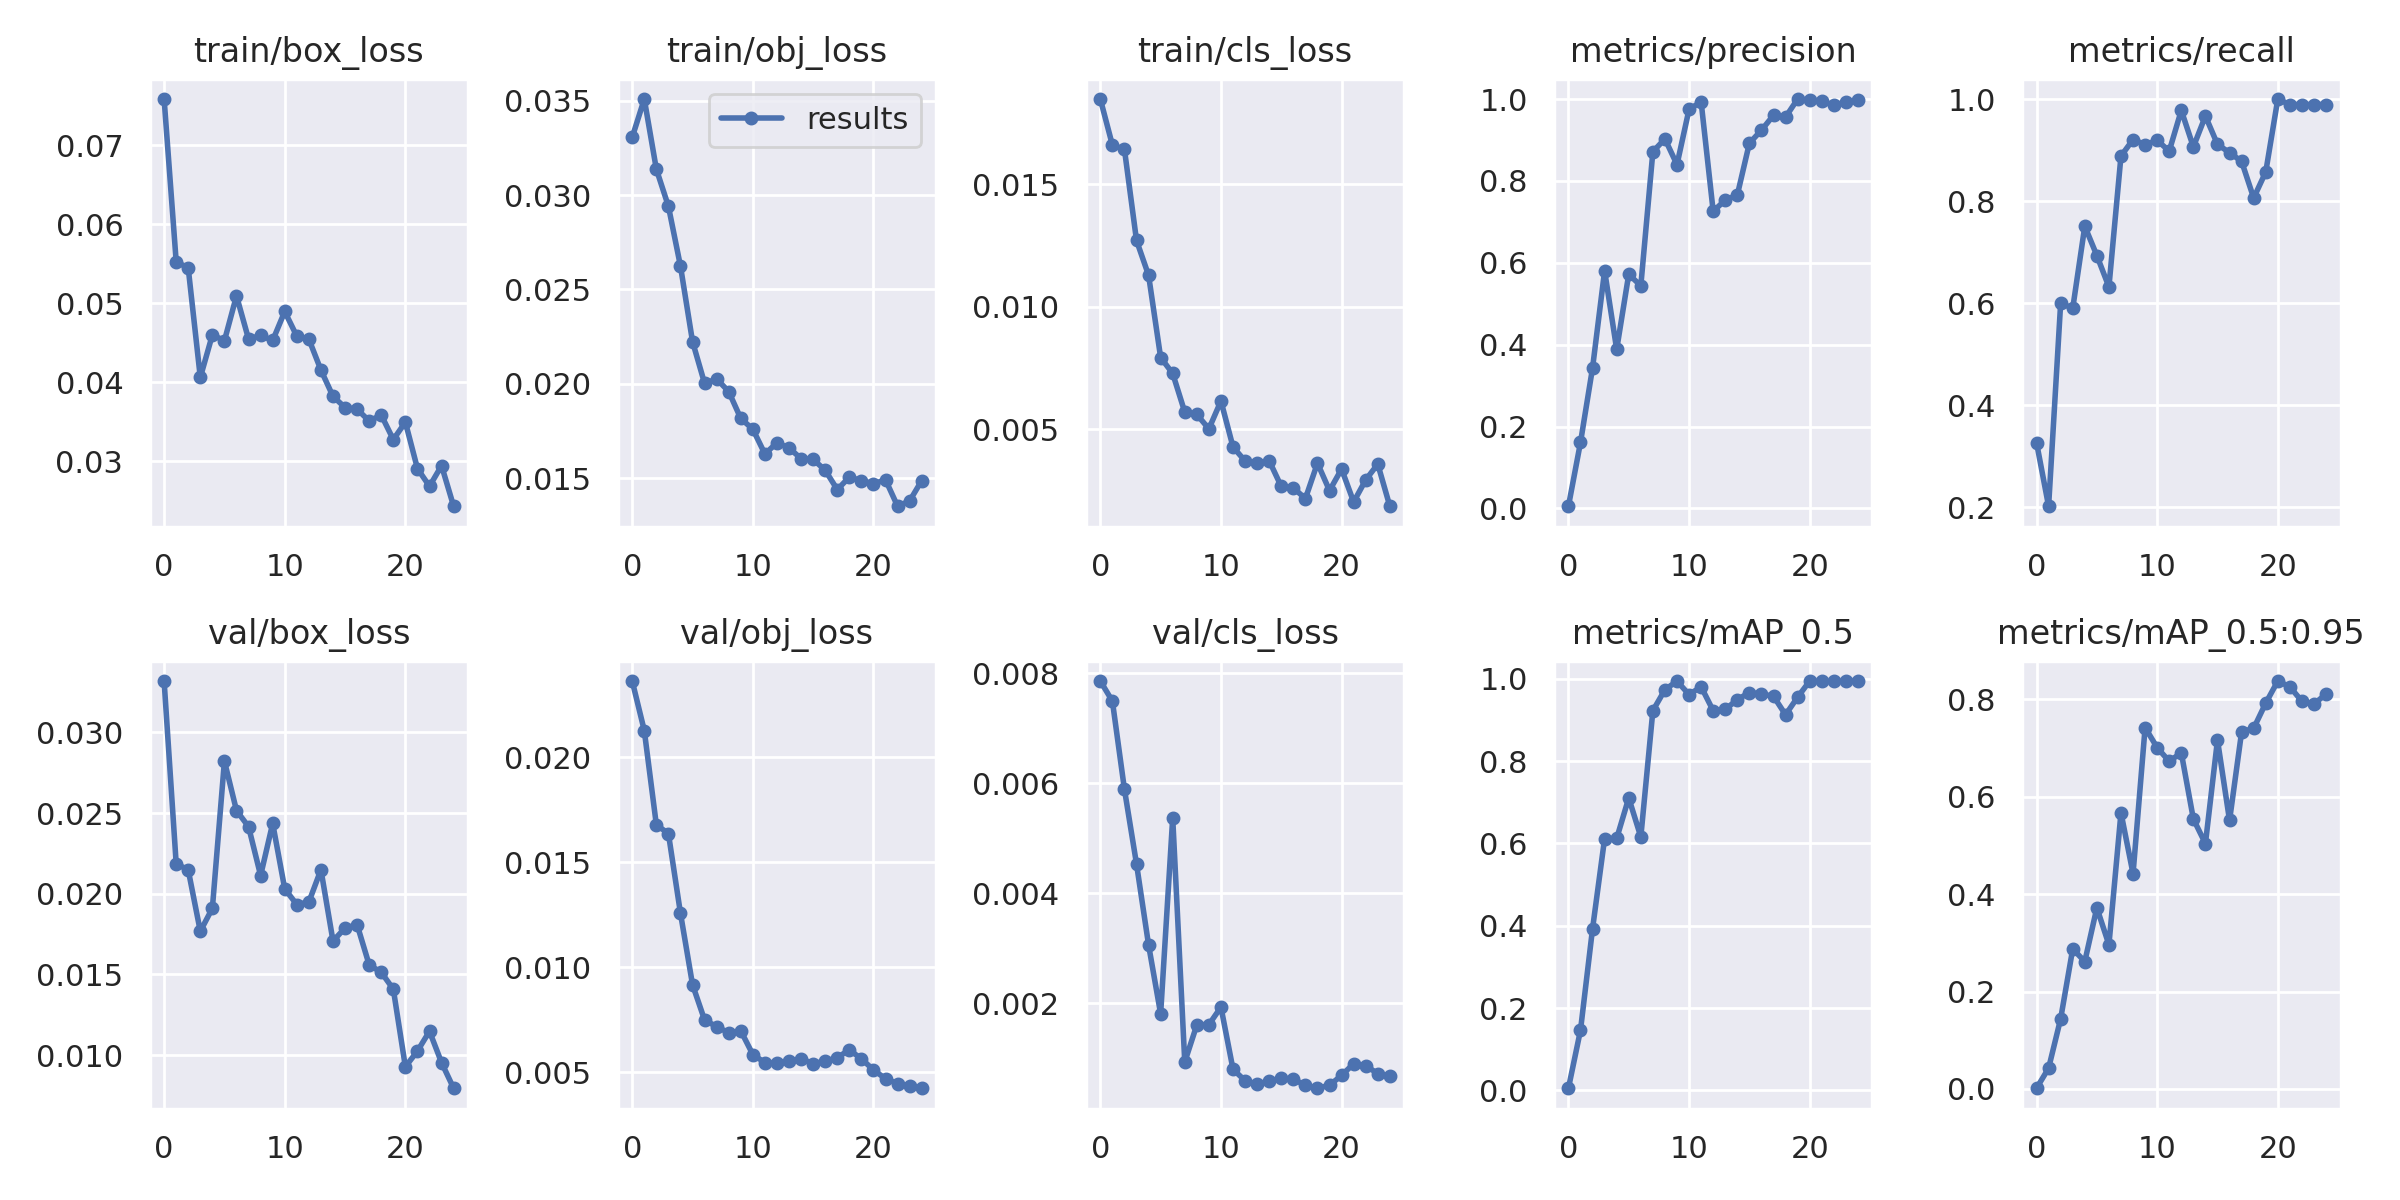 train/box_loss
train/obj_loss
train/cls_loss
metrics/precision
metrics/recall
0.07
0.06
0.05
0.04
0.03
0 10 20
0.035
0.030
0.025
0.020
0.015
results
0 10 20
0.015
0.010
0.005
0 10 20
1.0
0.8
0.6
0.4
0.2
0.0
0 10 20
1.0
0.8
0.6
0.4
0.2
0 10 20
val/box_loss
val/obj_loss
val/cls_loss
metrics/mAP_0.5
metrics/mAP_0.5:0.95
0.030
0.025
0.020
0.015
0.010
0 10 20
0.020
0.015
0.010
0.005
0 10 20
0.008
0.006
0.004
0.002
0 10 20
1.0
0.8
0.6
0.4
0.2
0.0
0 10 20
0.8
0.6
0.4
0.2
0.0
0 10 20